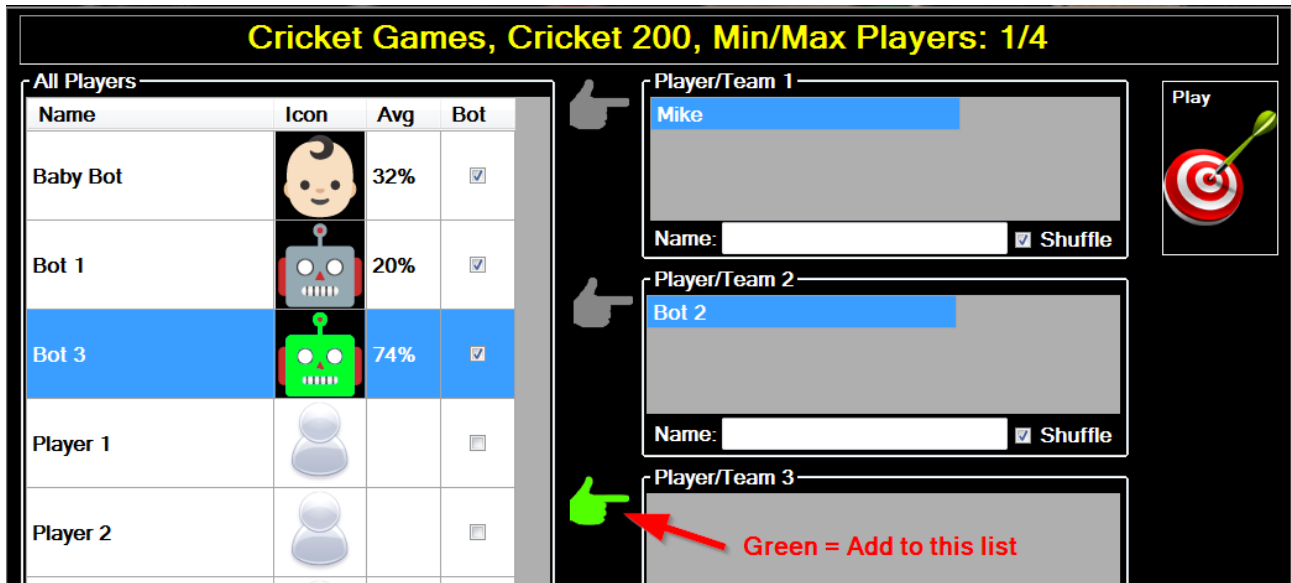 Cricket Games, Cricket 200, Min/Max Players: 1/4
All Players
Name Icon Avg Bot
Baby Bot 32%
Bot 1 20%
Bot 3 74%
Player 1
Player 2
Player/Team 1
Mike
Name: Shuffle
Player/Team 2
Bot 2
Name: Shuffle
Player/Team 3
Green = Add to this list
Play